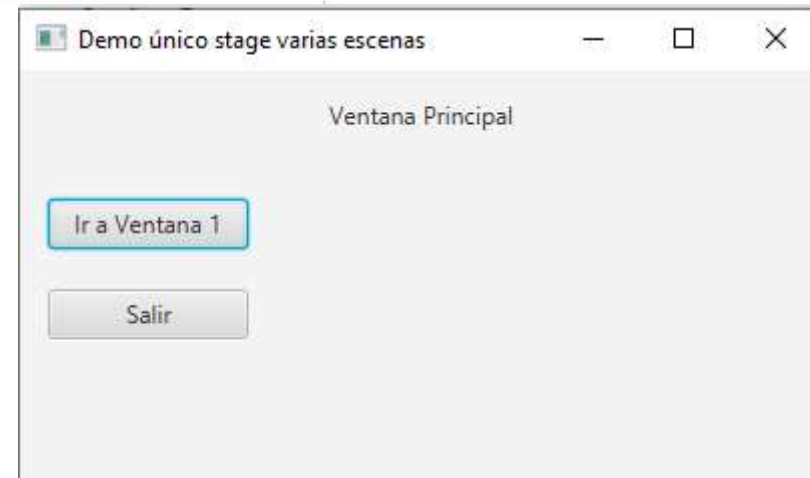 Demo único stage varias escenas
Ventana Principal
Ir a Ventana 1
Salir